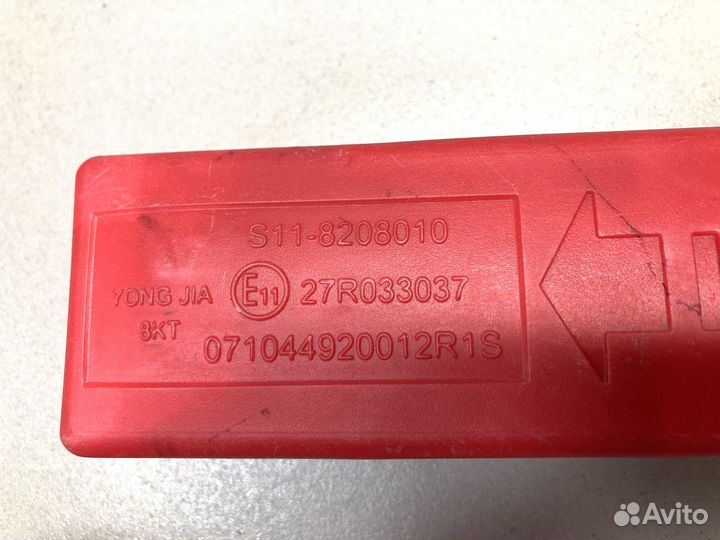 S11-8208010
YONG JIA E11 27R033037
8KT 071044920012R1S
Avito